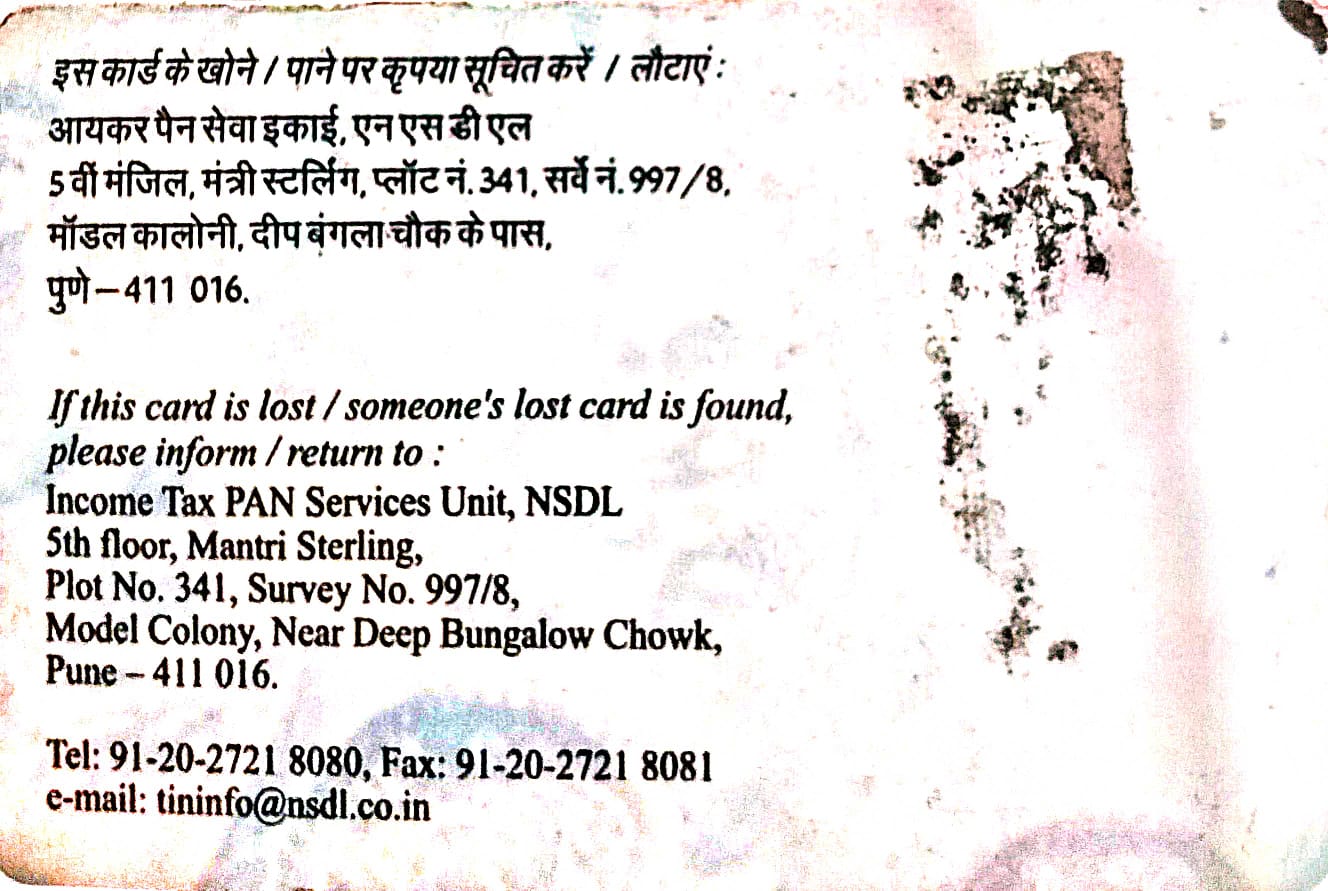 इस कार्ड के खोने / पाने पर कृपया सूचित करें / लौटाएं :
आयकर पैन सेवा इकाई, एन एस डी एल
5 वीं मंजिल, मंत्री स्टर्लिंग, प्लॉट नं. 341, सर्वे नं. 997/8,
मॉडल कालोनी, दीप बंगला चौक के पास,
पुणे – 411 016.
If this card is lost / someone's lost card is found,
please inform / return to :
Income Tax PAN Services Unit, NSDL
5th floor, Mantri Sterling,
Plot No. 341, Survey No. 997/8,
Model Colony, Near Deep Bungalow Chowk,
Pune – 411 016.
Tel: 91-20-2721 8080, Fax: 91-20-2721 8081
e-mail: tininfo@nsdl.co.in